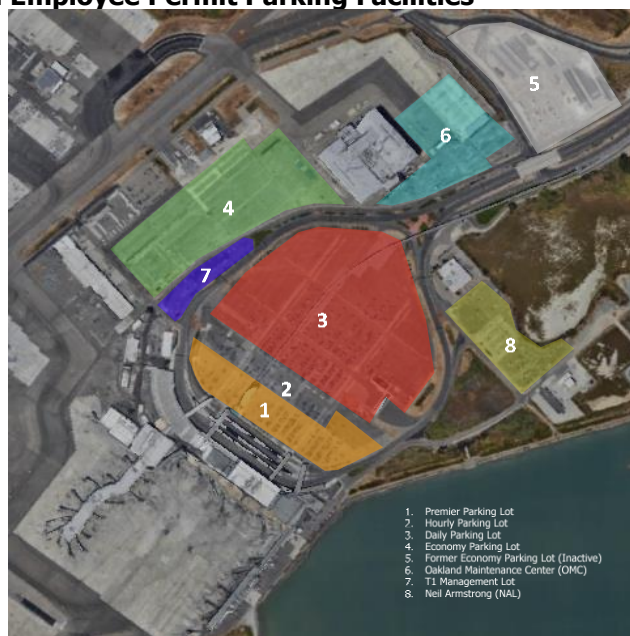 Employee Permit Parking Facilities
5
6
4
7
3
8
2
1
1. Premier Parking Lot
2. Hourly Parking Lot
3. Daily Parking Lot
4. Economy Parking Lot
5. Former Economy Parking Lot (Inactive)
6. Oakland Maintenance Center (OMC)
7. T1 Management Lot
8. Neil Armstrong (NAL)